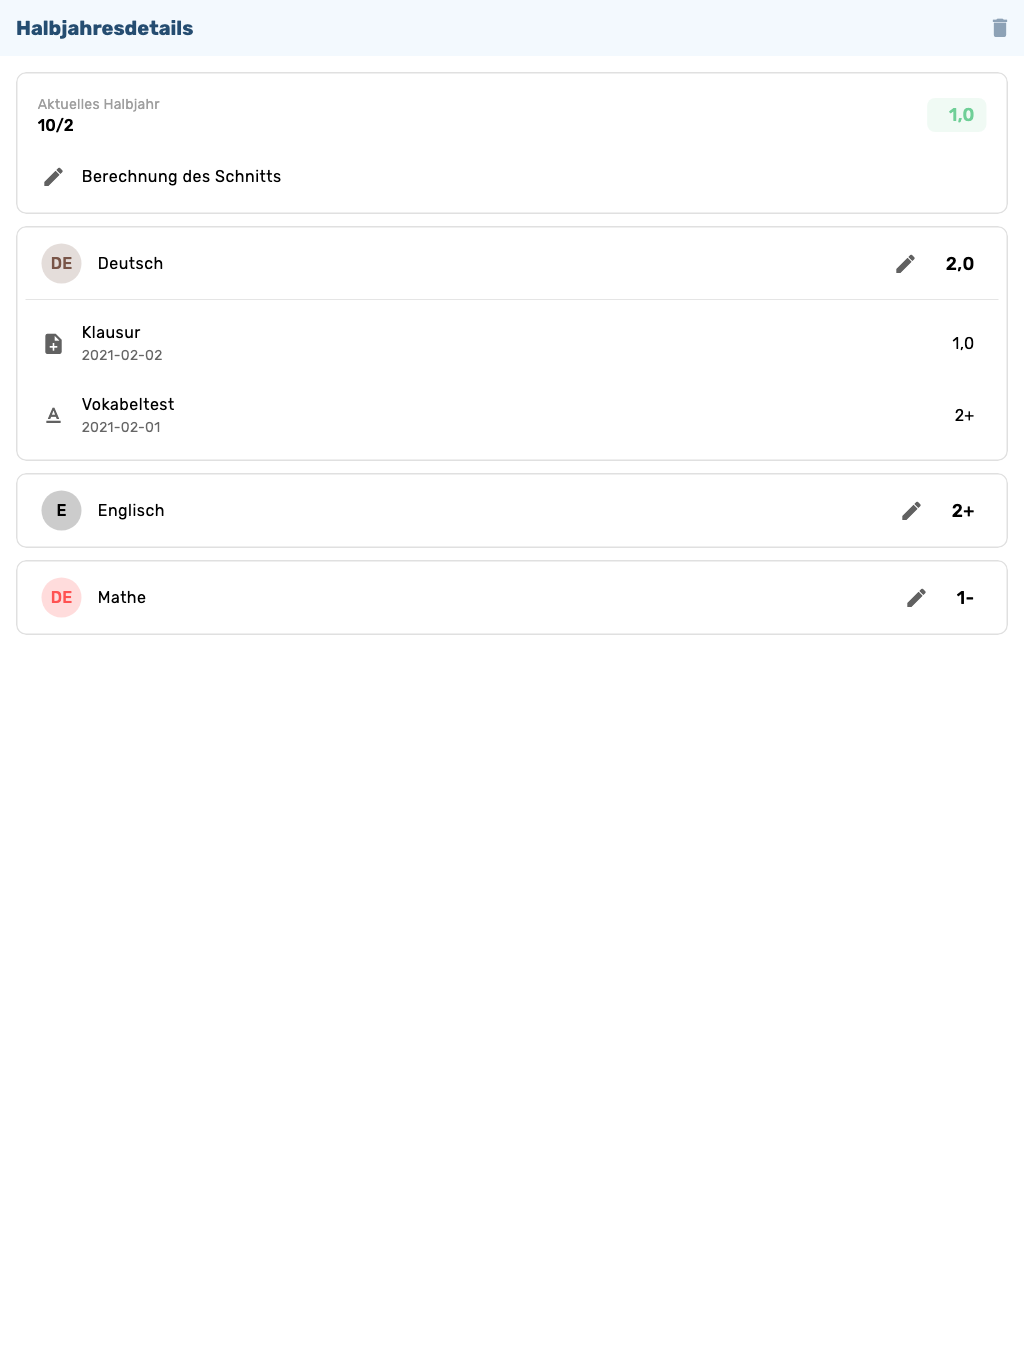 Halbjahresdetails
Aktuelles Halbjahr
10/2
1,0
Berechnung des Schnitts
DE Deutsch 2,0
Klausur
2021-02-02
1,0
A
Vokabeltest
2021-02-01
2+
E Englisch 2+
DE Mathe 1-